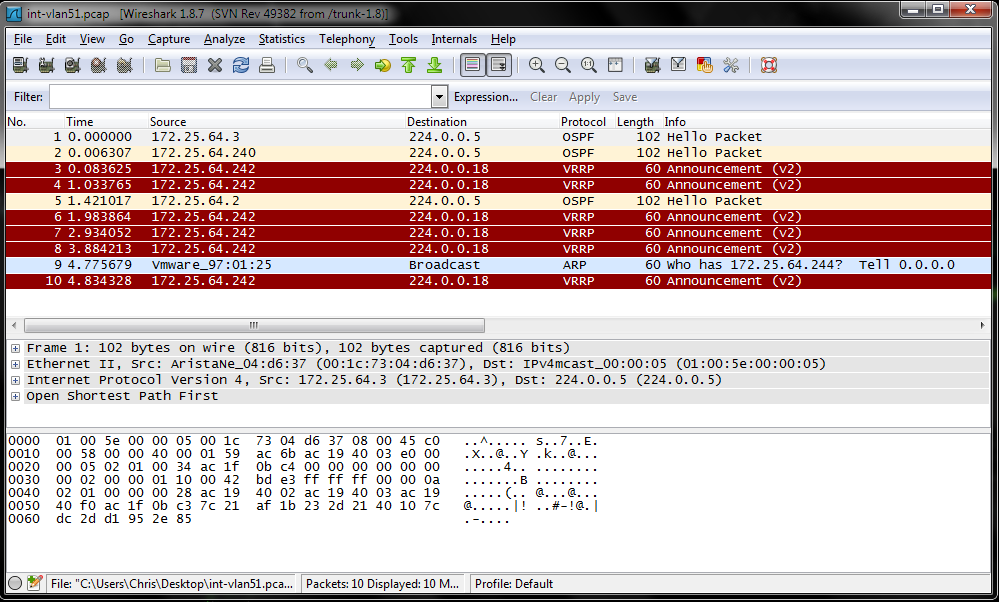 int-vlan51.pcap [Wireshark 1.8.7 (SVN Rev 49382 from /trunk-1.8)]
File Edit View Go Capture Analyze Statistics Telephony Tools Internals Help
Filter: Expression... Clear Apply Save
No. Time Source Destination Protocol Length Info
1 0.000000 172.25.64.3 224.0.0.5 OSPF 102 Hello Packet
2 0.006307 172.25.64.240 224.0.0.5 OSPF 102 Hello Packet
3 0.083625 172.25.64.242 224.0.0.18 VRRP 60 Announcement (v2)
4 1.033765 172.25.64.242 224.0.0.18 VRRP 60 Announcement (v2)
5 1.421017 172.25.64.2 224.0.0.5 OSPF 102 Hello Packet
6 1.983864 172.25.64.242 224.0.0.18 VRRP 60 Announcement (v2)
7 2.934052 172.25.64.242 224.0.0.18 VRRP 60 Announcement (v2)
8 3.884213 172.25.64.242 224.0.0.18 VRRP 60 Announcement (v2)
9 4.775679 Vmware_97:01:25 Broadcast ARP 60 Who has 172.25.64.244? Tell 0.0.0.0
10 4.834328 172.25.64.242 224.0.0.18 VRRP 60 Announcement (v2)
Frame 1: 102 bytes on wire (816 bits), 102 bytes captured (816 bits)
Ethernet II, Src: AristaNe_04:d6:37 (00:1c:73:04:d6:37), Dst: IPv4mcast_00:00:05 (01:00:5e:00:00:05)
Internet Protocol Version 4, Src: 172.25.64.3 (172.25.64.3), Dst: 224.0.0.5 (224.0.0.5)
Open Shortest Path First
0000 01 00 5e 00 00 05 00 1c 73 04 d6 37 08 00 45 c0 ..^..... s..7..E.
0010 00 58 00 00 40 00 01 59 ac 6b ac 19 40 03 e0 00 .X..@..Y .k..@...
0020 00 05 02 01 00 34 ac 1f 0b c4 00 00 00 00 00 00 .....4.. ........
0030 00 02 00 00 01 10 00 42 bd e3 ff ff ff 00 00 0a .......B ........
0040 02 01 00 00 00 28 ac 19 40 02 ac 19 40 03 ac 19 .....(.. @...@...
0050 40 f0 ac 1f 0b c3 7c 21 af 1b 23 2d 21 40 10 7c @.....|! ..#-!@.|
0060 dc 2d d1 95 2e 85 .-....
File: "C:\Users\Chris\Desktop\int-vlan51.pca... Packets: 10 Displayed: 10 M... Profile: Default